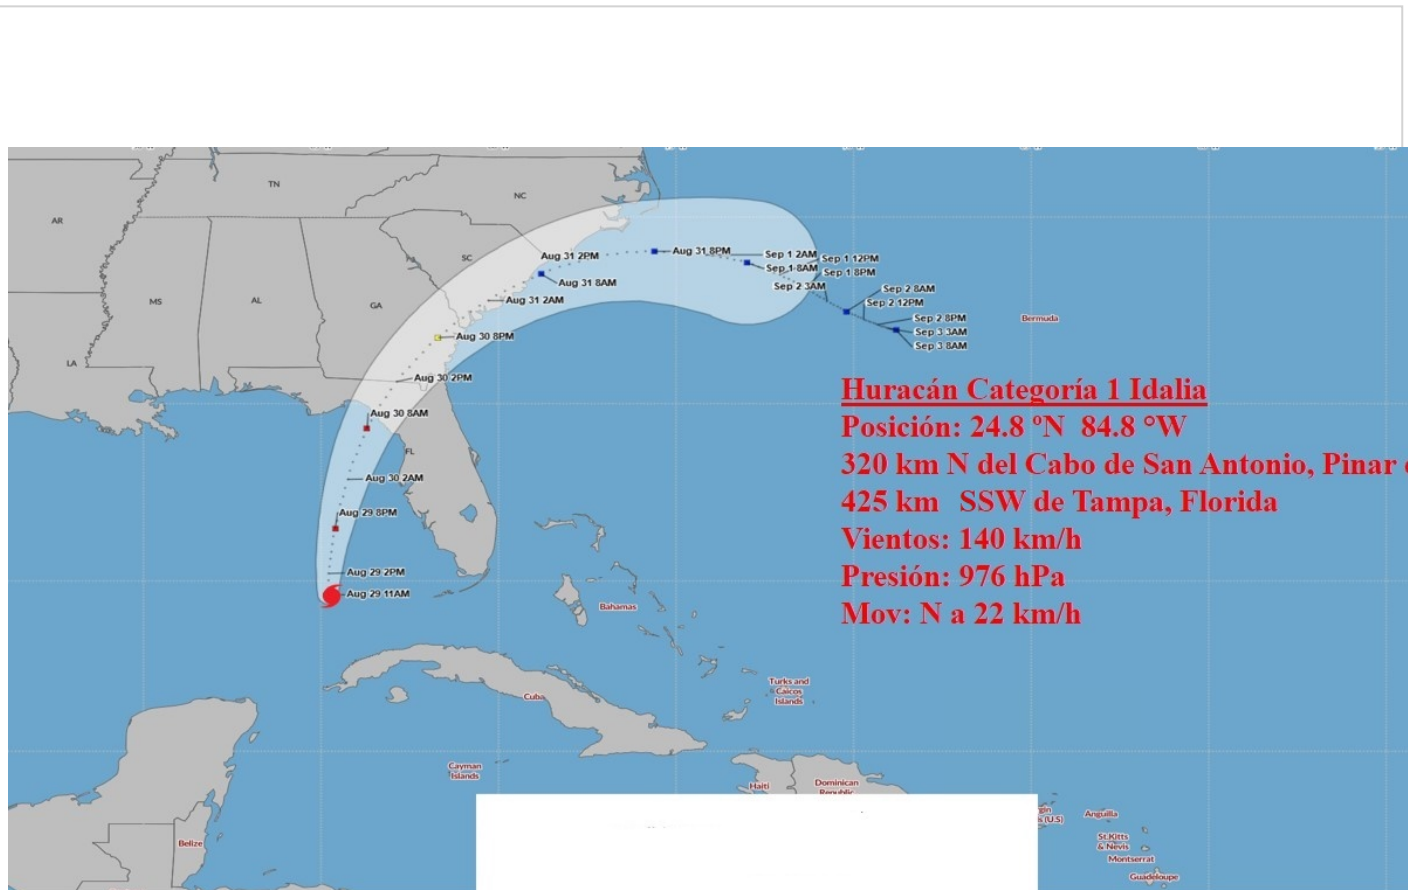 TN
NC
AR
SC
MS
AL
GA
LA
FL
Aug 31 2PM
Aug 31 8PM
Sep 1 2AM
Sep 1 12PM
Sep 1 8AM
Sep 1 8PM
Aug 31 8AM
Sep 2 3AM
Sep 2 8AM
Aug 31 2AM
Sep 2 12PM
Sep 2 8PM
Bermuda
Aug 30 8PM
Sep 3 3AM
Sep 3 8AM
Aug 30 2PM
Aug 30 8AM
Aug 30 2AM
Aug 29 8PM
Aug 29 2PM
Aug 29 11AM
Huracán Categoría 1 Idalia
Posición: 24.8 ºN 84.8 °W
320 km N del Cabo de San Antonio, Pinar
425 km SSW de Tampa, Florida
Vientos: 140 km/h
Presión: 976 hPa
Mov: N a 22 km/h
Bahamas
Turks and
Caicos
Islands
Cuba
Cayman
Islands
Haiti
Dominican
Republic
Belize
(U.S)
Anguilla
St.Kitts
& Nevis
Montserrat
Guadeloupe